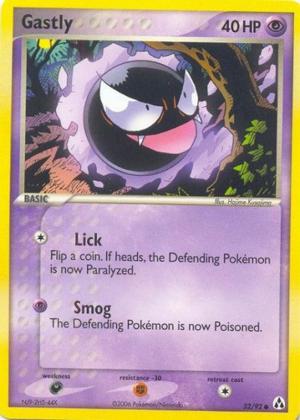 Gastly
40 HP
BASIC
Illus. Hajime Kusajima
Lick
Flip a coin. If heads, the Defending Pokémon
is now Paralyzed.
Smog
The Defending Pokémon is now Poisoned.
weakness
resistance -30
retreat cost
©2006 Pokémon/Nintendo
52/92